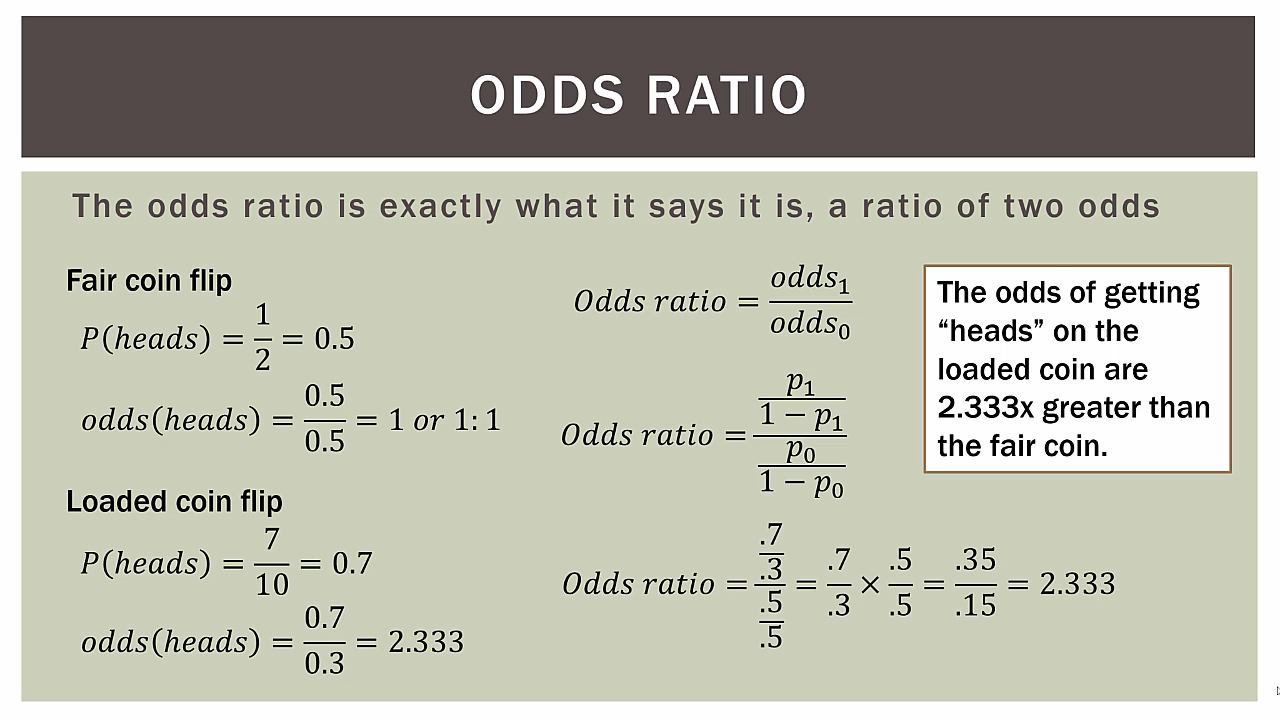 ODDS RATIO
The odds ratio is exactly what it says it is, a ratio of two odds
Fair coin flip
P(heads) = 1/2 = 0.5
odds(heads) = 0.5/0.5 = 1 or 1:1
Loaded coin flip
P(heads) = 7/10 = 0.7
odds(heads) = 0.7/0.3 = 2.333
Odds ratio = odds₁/odds₀
Odds ratio = (p₁/(1 − p₁))/(p₀/(1 − p₀))
Odds ratio = (.7/.3)/(.5/.5) = .7/.3 × .5/.5 = .35/.15 = 2.333
The odds of getting
“heads” on the
loaded coin are
2.333x greater than
the fair coin.